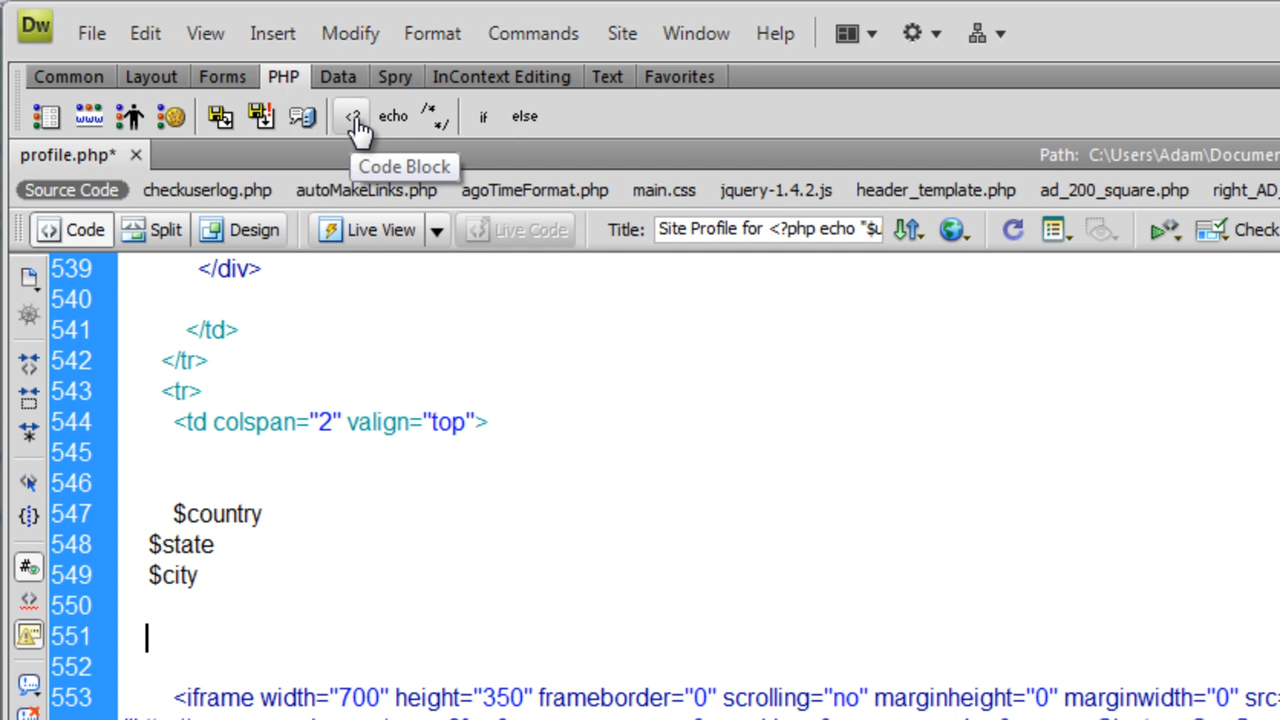 Dw File Edit View Insert Modify Format Commands Site Window Help
Common Layout Forms PHP Data Spry InContext Editing Text Favorites
<? echo /* */ if else
Code Block
profile.php* Path: C:\Users\Adam\Documen
Source Code checkuserlog.php autoMakeLinks.php agoTimeFormat.php main.css jquery-1.4.2.js header_template.php ad_200_square.php right_AD_
Code Split Design Live View Live Code Title: Site Profile for <?php echo "$u Check
539 </div>
540
541 </td>
542 </tr>
543 <tr>
544 <td colspan="2" valign="top">
545
546
547 $country
548 $state
549 $city
550
551
552
553 <iframe width="700" height="350" frameborder="0" scrolling="no" marginheight="0" marginwidth="0" src=